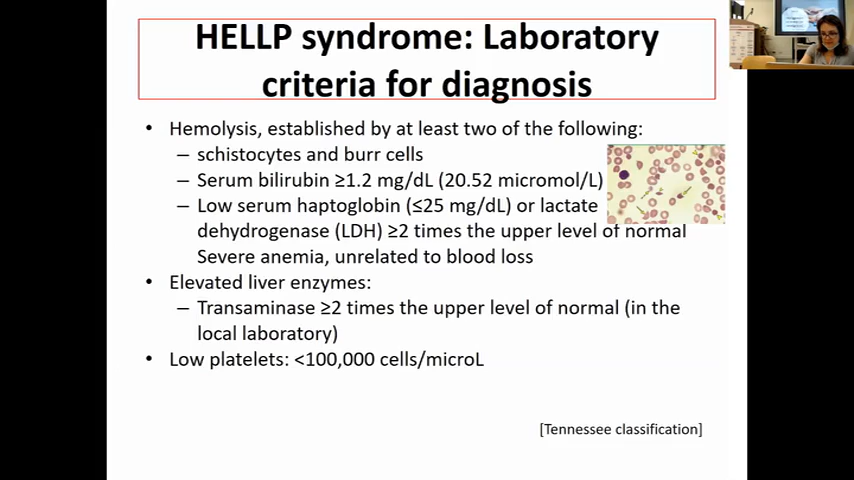 HELLP syndrome: Laboratory
criteria for diagnosis
• Hemolysis, established by at least two of the following:
– schistocytes and burr cells
– Serum bilirubin ≥1.2 mg/dL (20.52 micromol/L)
– Low serum haptoglobin (≤25 mg/dL) or lactate
dehydrogenase (LDH) ≥2 times the upper level of normal
Severe anemia, unrelated to blood loss
• Elevated liver enzymes:
– Transaminase ≥2 times the upper level of normal (in the
local laboratory)
• Low platelets: <100,000 cells/microL
[Tennessee classification]